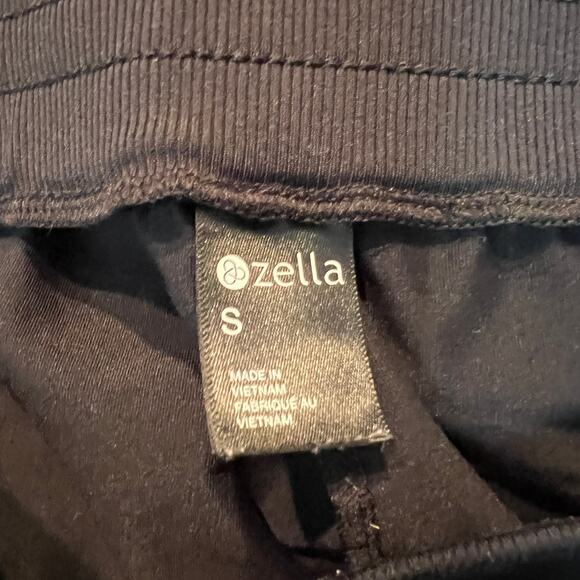 zella
S
MADE IN
VIETNAM
FABRIQUE AU
VIETNAM